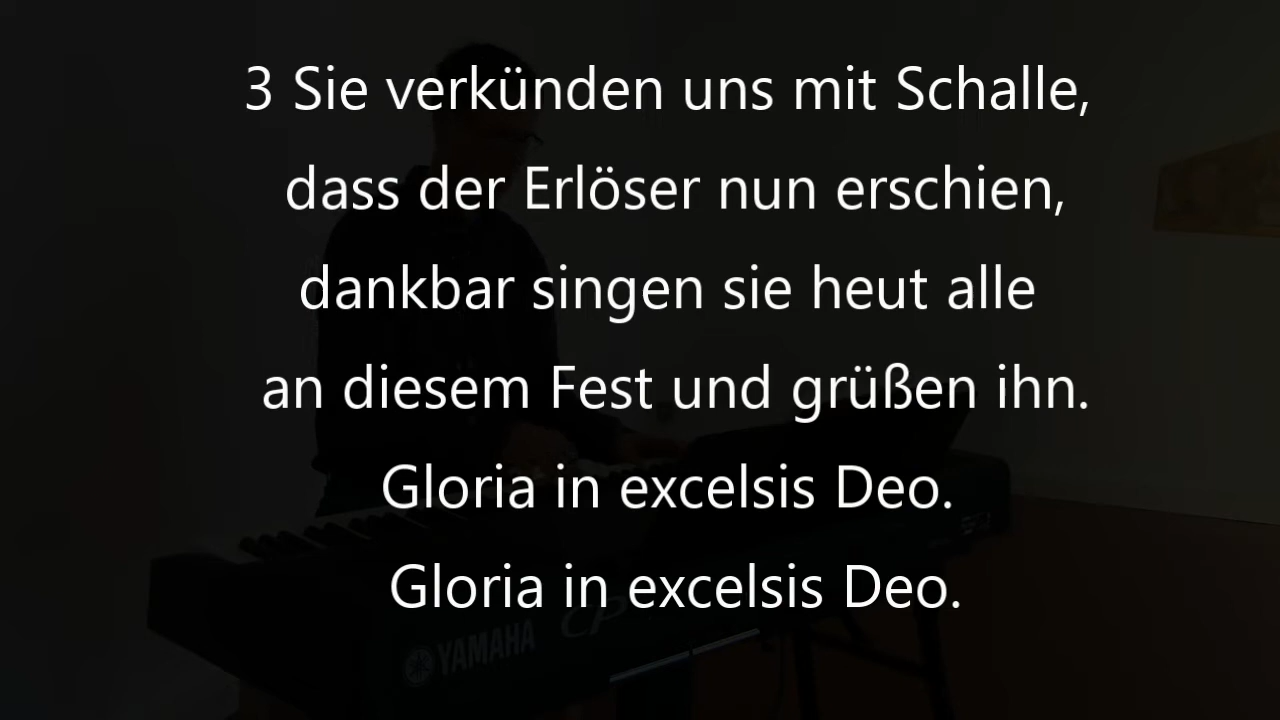 3 Sie verkünden uns mit Schalle,
dass der Erlöser nun erschien,
dankbar singen sie heut alle
an diesem Fest und grüßen ihn.
Gloria in excelsis Deo.
Gloria in excelsis Deo.
YAMAHA
CP